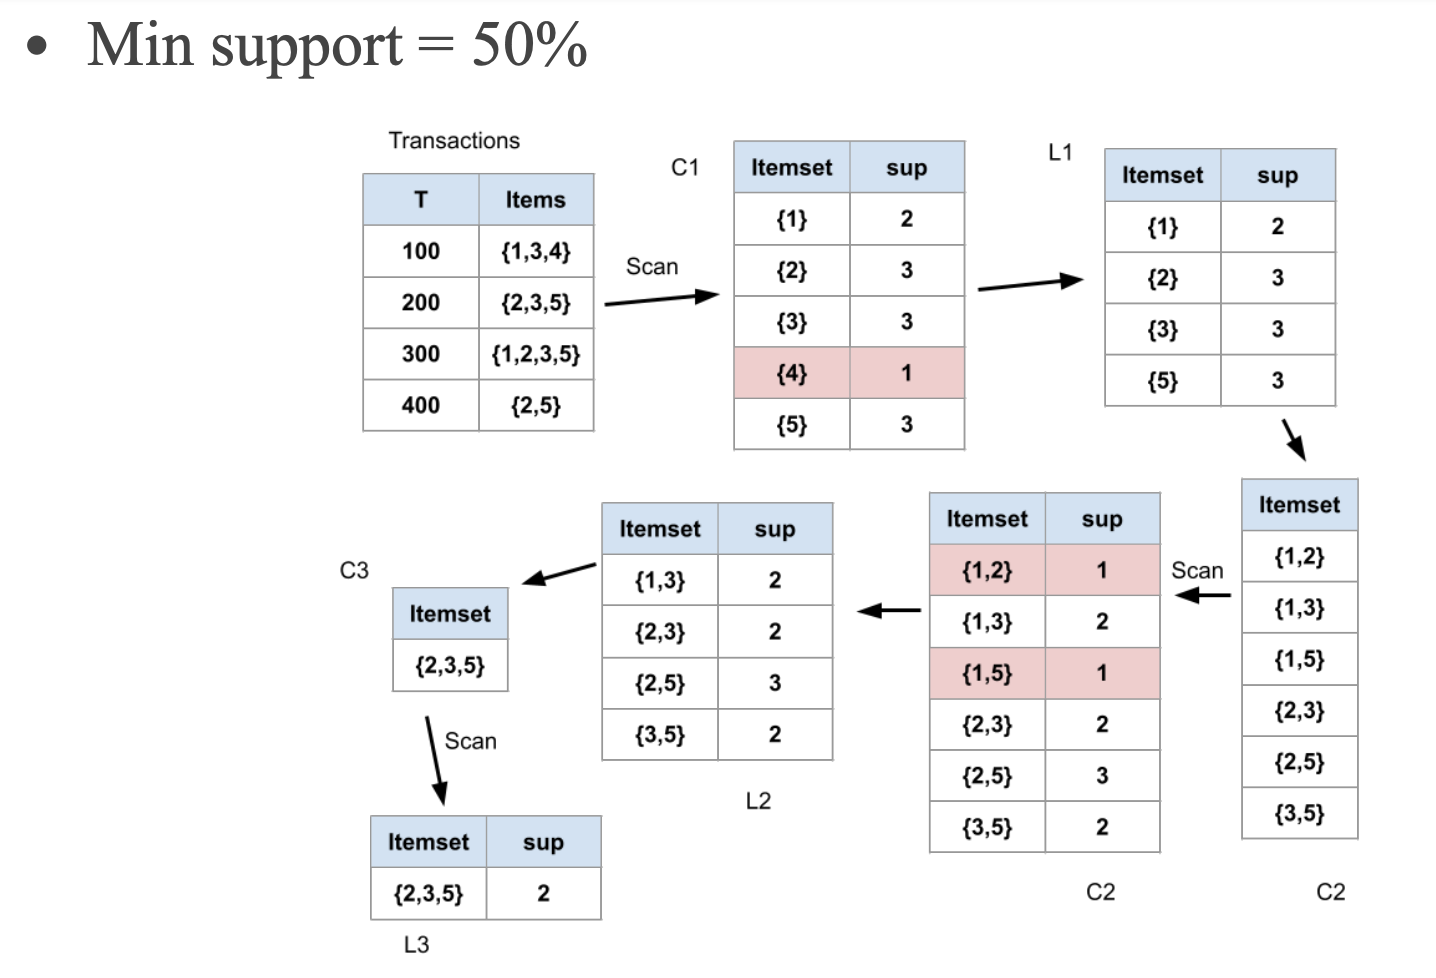 • Min support = 50%
Transactions
T Items
100 {1,3,4}
200 {2,3,5}
300 {1,2,3,5}
400 {2,5}
Scan
C1
Itemset sup
{1} 2
{2} 3
{3} 3
{4} 1
{5} 3
L1
Itemset sup
{1} 2
{2} 3
{3} 3
{5} 3
Itemset
{1,2}
{1,3}
{1,5}
{2,3}
{2,5}
{3,5}
C2
Scan
Itemset sup
{1,2} 1
{1,3} 2
{1,5} 1
{2,3} 2
{2,5} 3
{3,5} 2
C2
Itemset sup
{1,3} 2
{2,3} 2
{2,5} 3
{3,5} 2
L2
C3
Itemset
{2,3,5}
Scan
Itemset sup
{2,3,5} 2
L3